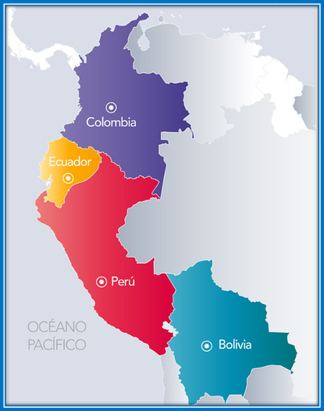 Colombia
Ecuador
Perú
OCÉANO
PACÍFICO
Bolivia